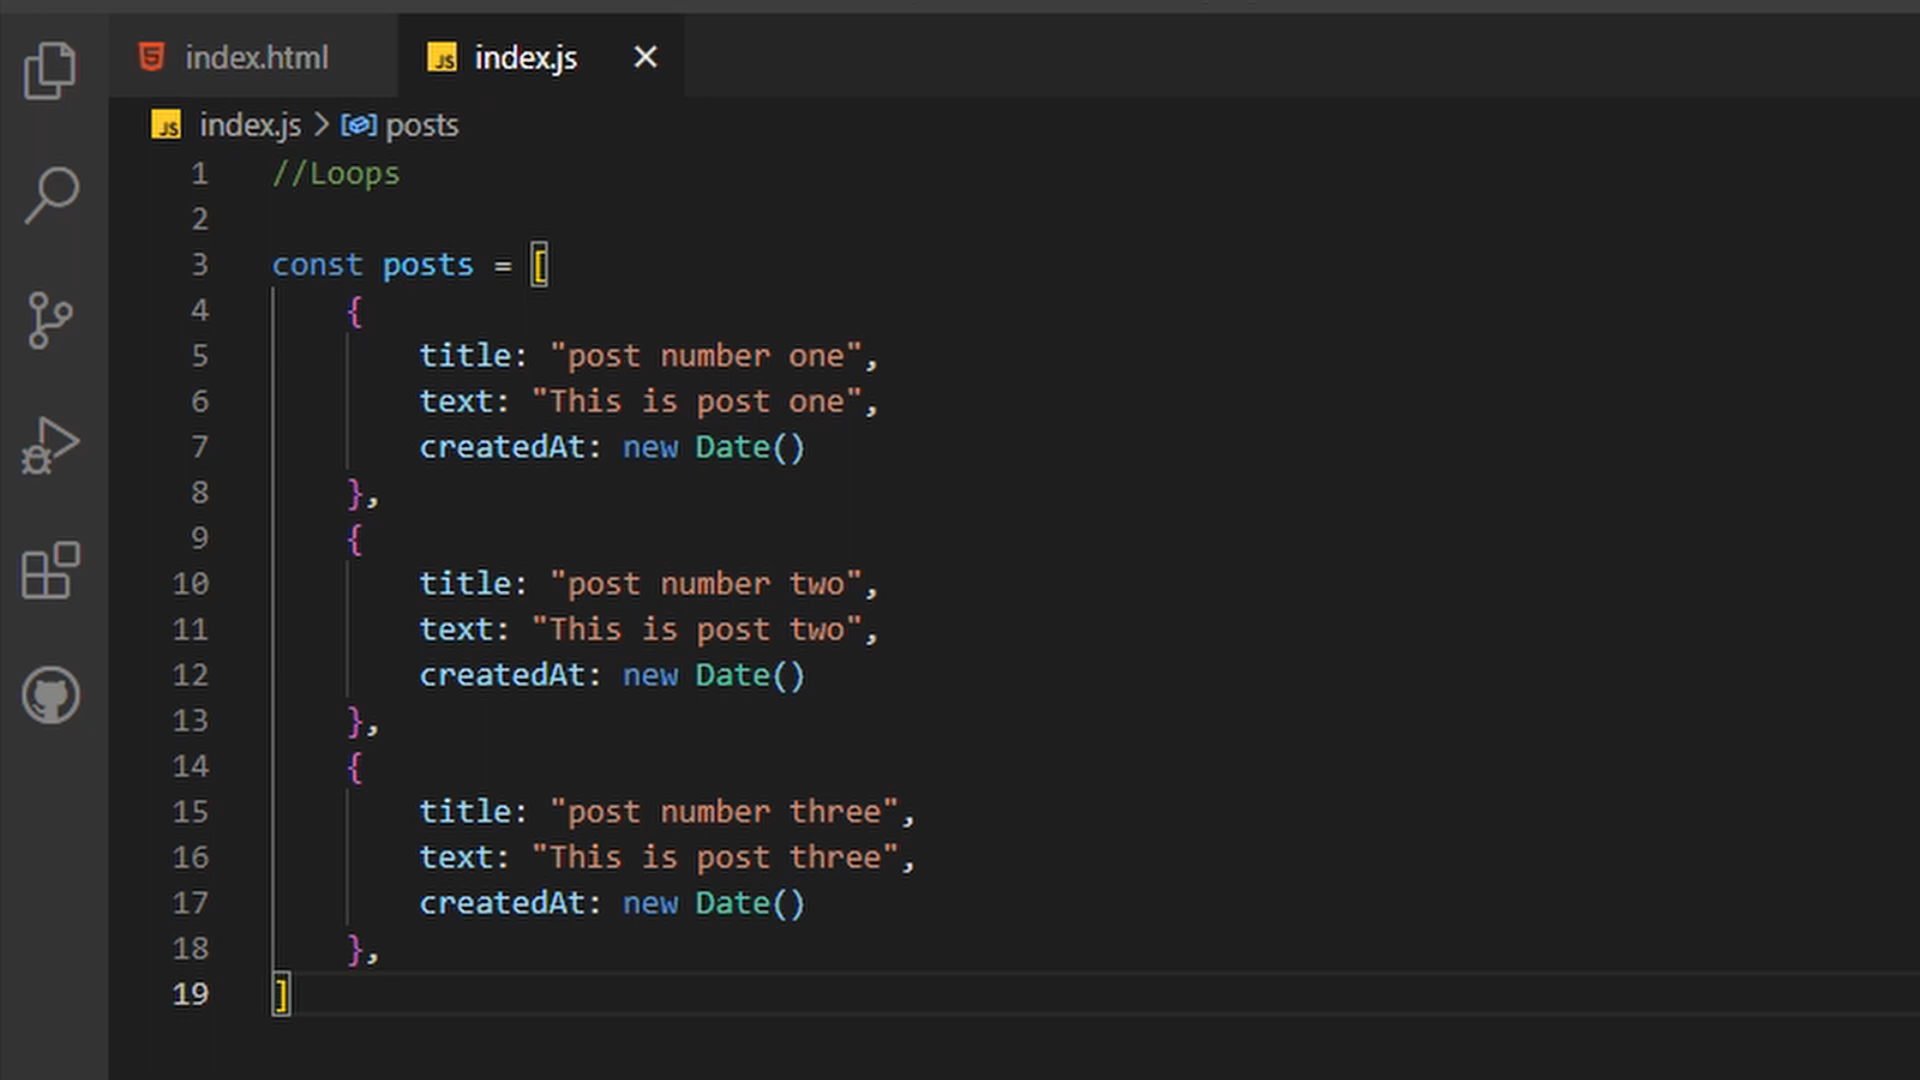 index.html
JS index.js ×
JS index.js > posts
1 //Loops
2
3 const posts = [
4 {
5 title: "post number one",
6 text: "This is post one",
7 createdAt: new Date()
8 },
9 {
10 title: "post number two",
11 text: "This is post two",
12 createdAt: new Date()
13 },
14 {
15 title: "post number three",
16 text: "This is post three",
17 createdAt: new Date()
18 },
19 ]